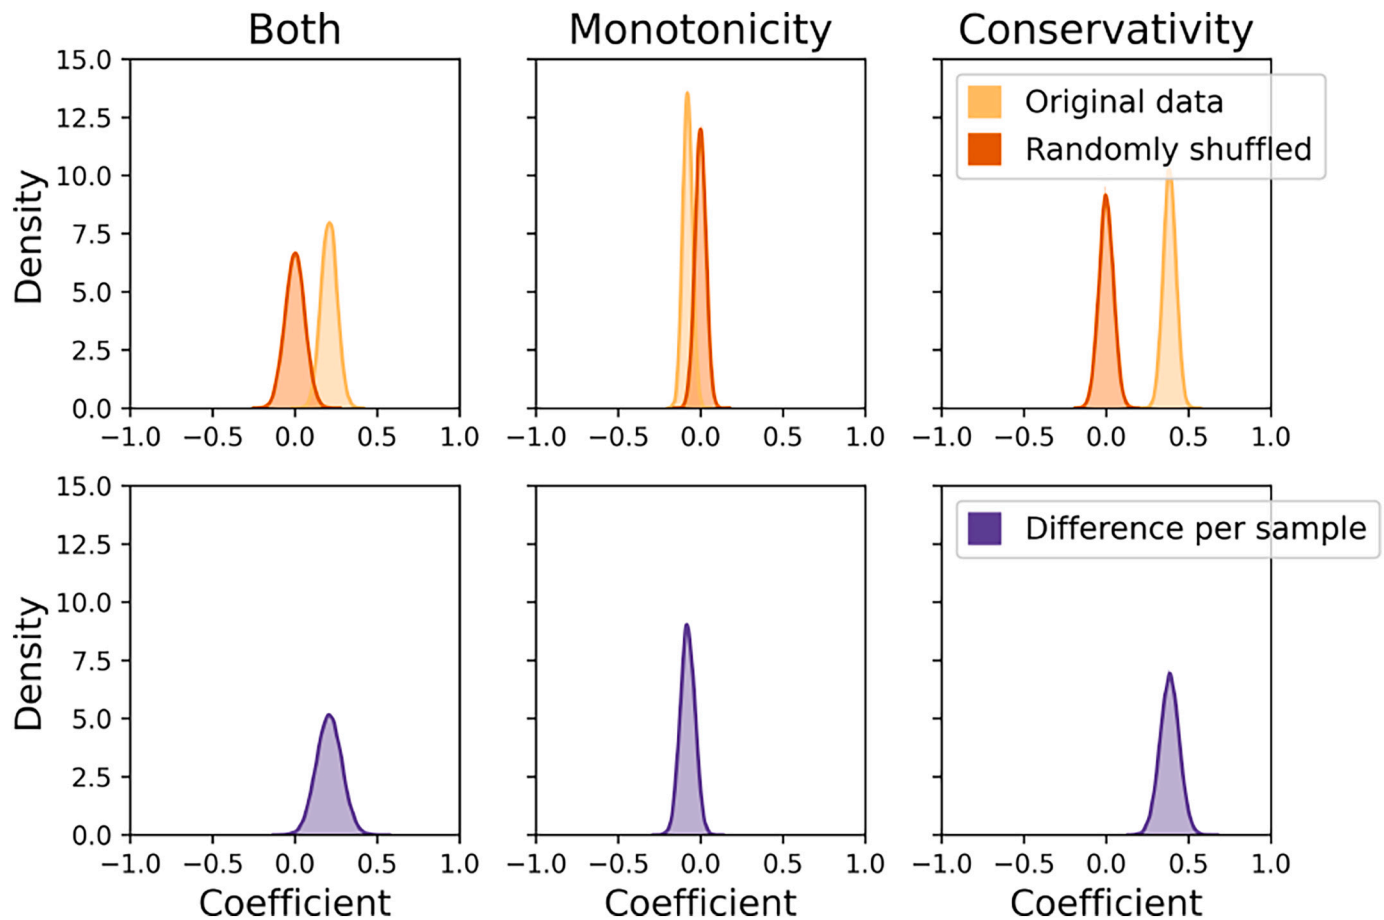 Both Monotonicity Conservativity
15.0
12.5
10.0
7.5
5.0
2.5
0.0
Density
Original data
Randomly shuffled
−1.0 −0.5 0.0 0.5 1.0 −1.0 −0.5 0.0 0.5 1.0 −1.0 −0.5 0.0 0.5 1.0
15.0
12.5
10.0
7.5
5.0
2.5
0.0
Density
Difference per sample
−1.0 −0.5 0.0 0.5 1.0 −1.0 −0.5 0.0 0.5 1.0 −1.0 −0.5 0.0 0.5 1.0
Coefficient Coefficient Coefficient